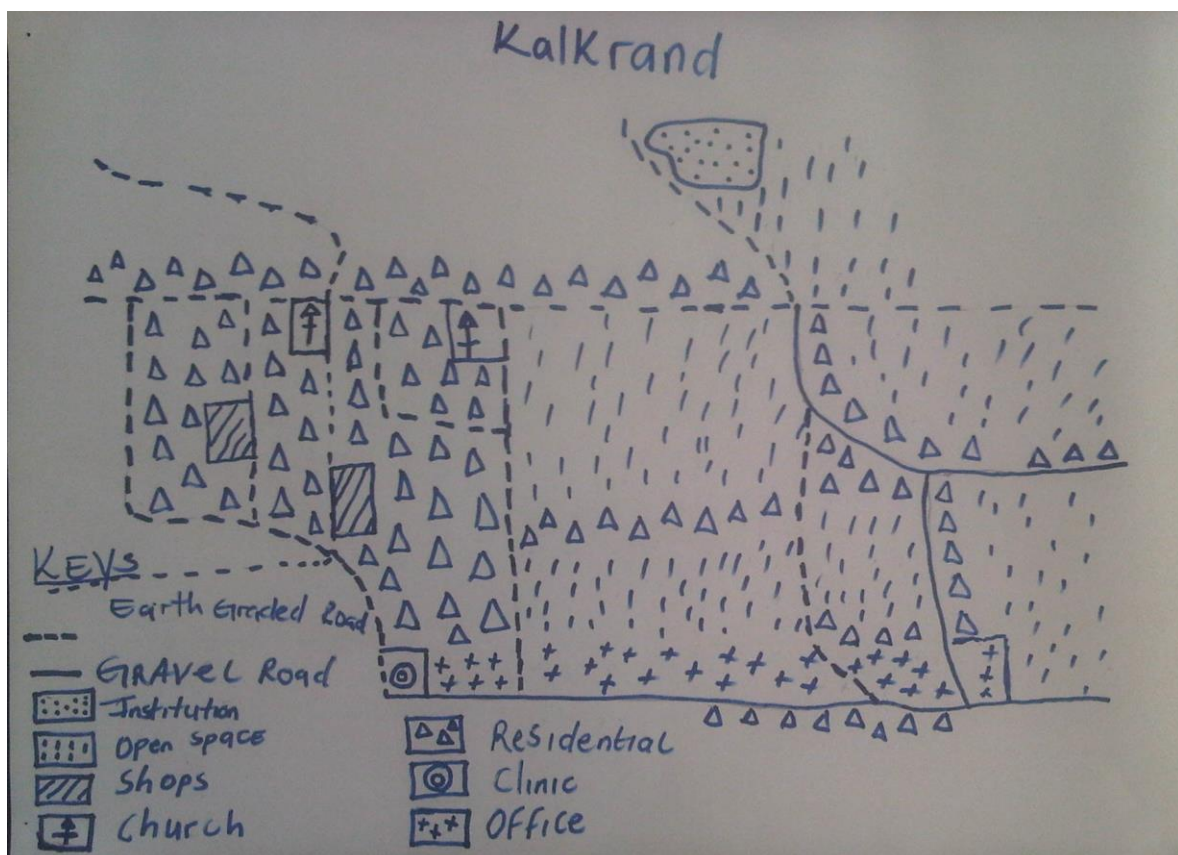 KalKrand
KEYs
Earth Graded Road
GRAVEL Road
Institution
Open space
Shops
Church
Residential
Clinic
OFFice